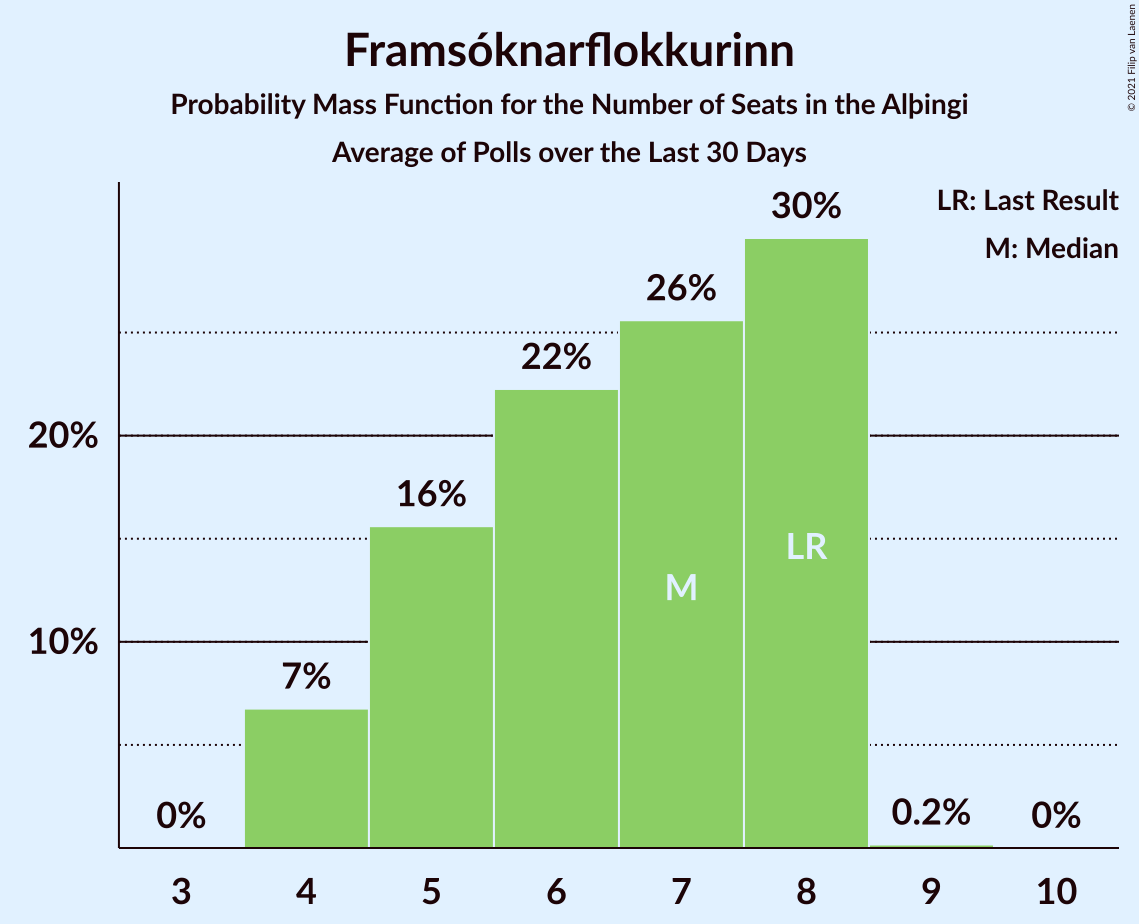 Framsóknarflokkurinn
Probability Mass Function for the Number of Seats in the Alþingi
Average of Polls over the Last 30 Days
© 2021 Filip van Laenen
LR: Last Result
M: Median
30%
26%
22%
20%
16%
LR
M
10%
7%
0%
0.2%
0%
3 4 5 6 7 8 9 10